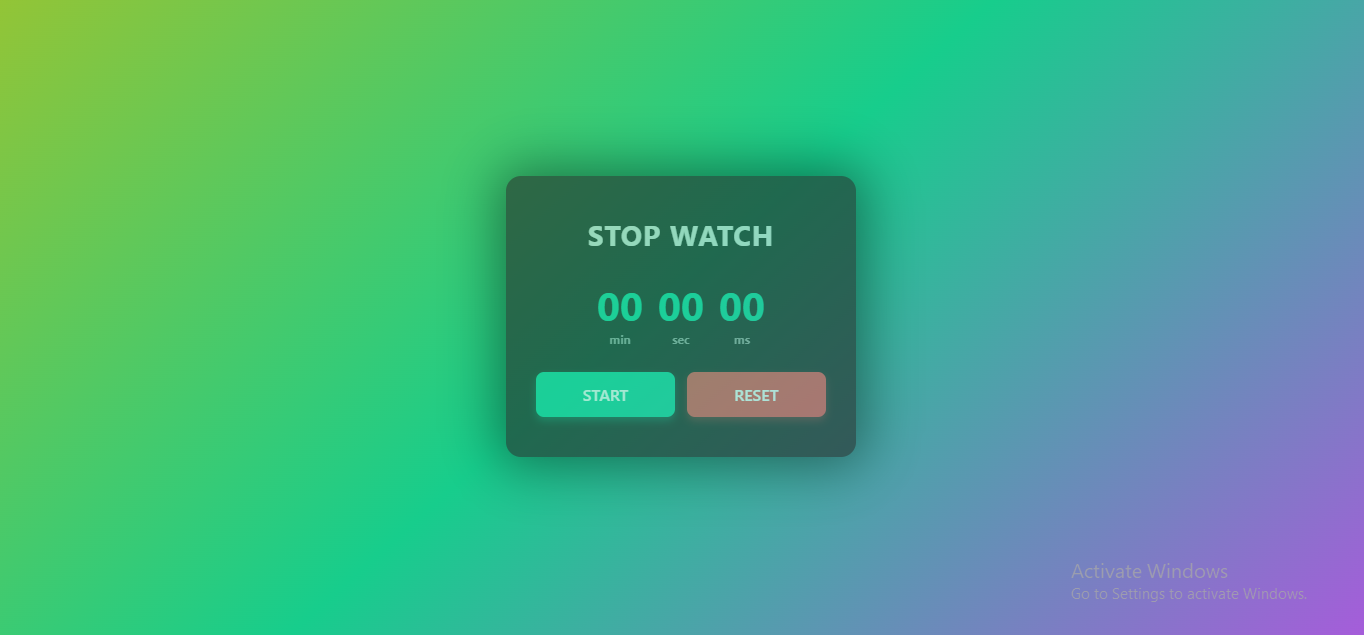 STOP WATCH
00 00 00
min sec ms
START RESET
Activate Windows
Go to Settings to activate Windows.